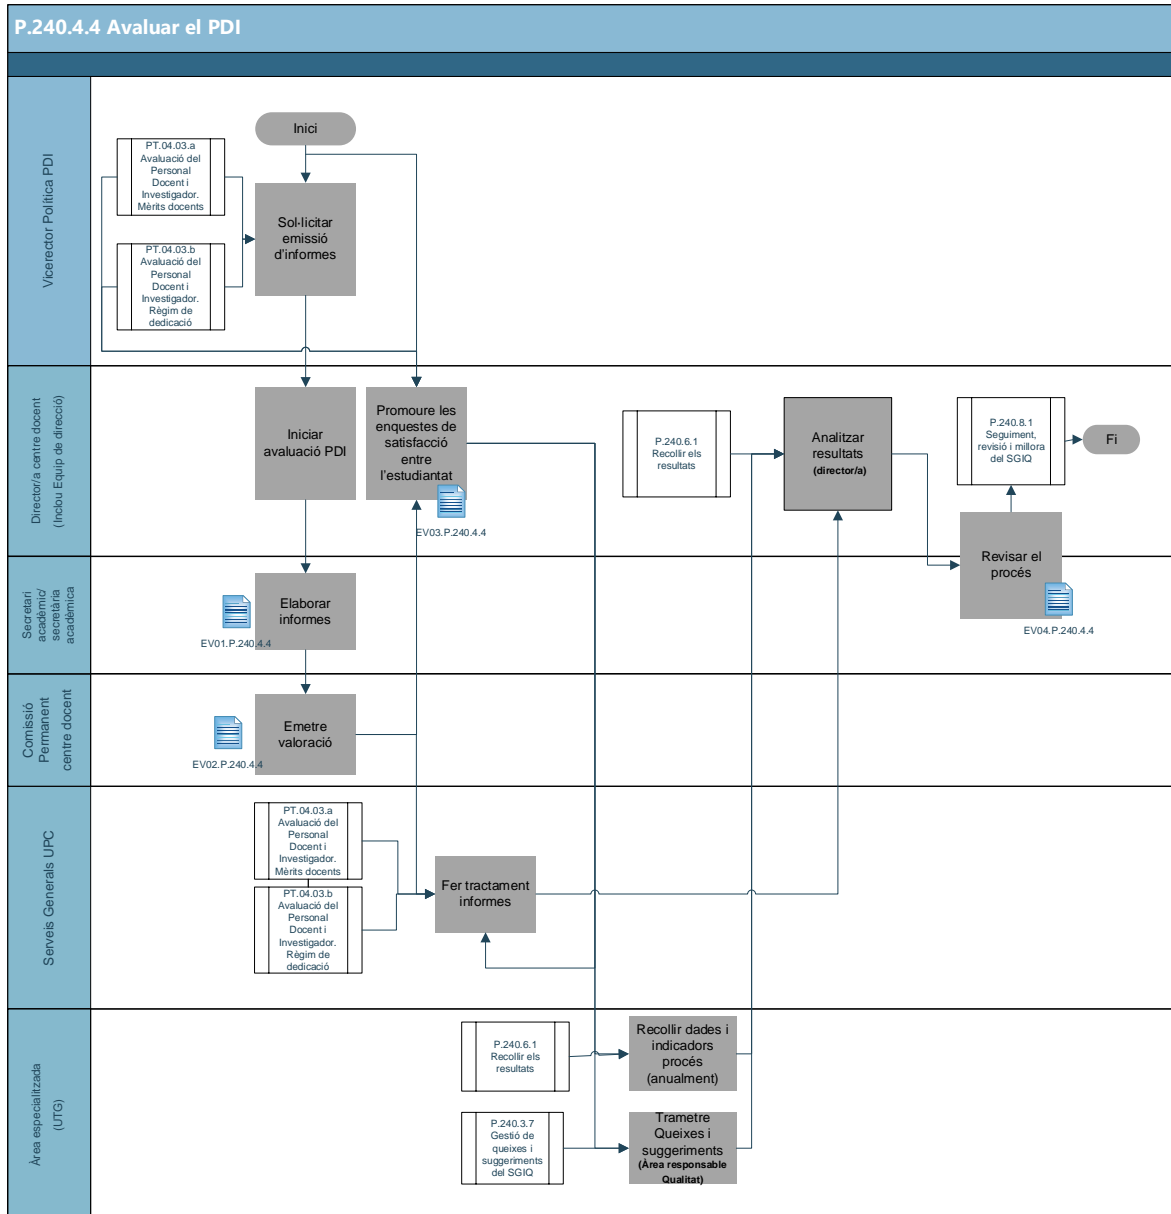 P.240.4.4 Avaluar el PDI
Vicerector Política PDI
Inici
PT.04.03.a
Avaluació del
Personal
Docent i
Investigador.
Mèrits docents
Sol·licitar
emissió
d'informes
PT.04.03.b
Avaluació del
Personal
Docent i
Investigador.
Règim de
dedicació
Director/a centre docent
(Inclou Equip de direcció)
Iniciar
avaluació PDI
Promoure les
enquestes de
satisfacció
entre
l'estudiantat
EV03.P.240.4.4
P.240.6.1
Recollir els
resultats
Analitzar
resultats
(director/a)
P.240.8.1
Seguiment,
revisió i millora
del SGIQ
Fi
Revisar el
procés
EV04.P.240.4.4
Secretari
acadèmic/
secretària
acadèmica
Elaborar
informes
EV01.P.240.4.4
Comissió
Permanent
centre docent
Emetre
valoració
EV02.P.240.4.4
Serveis Generals UPC
PT.04.03.a
Avaluació del
Personal
Docent i
Investigador.
Mèrits docents
PT.04.03.b
Avaluació del
Personal
Docent i
Investigador.
Règim de
dedicació
Fer tractament
informes
Àrea especialitzada
(UTG)
P.240.6.1
Recollir els
resultats
Recollir dades i
indicadors
procés
(anualment)
P.240.3.7
Gestió de
queixes i
suggeriments
del SGIQ
Trametre
Queixes i
suggeriments
(Àrea responsable
Qualitat)